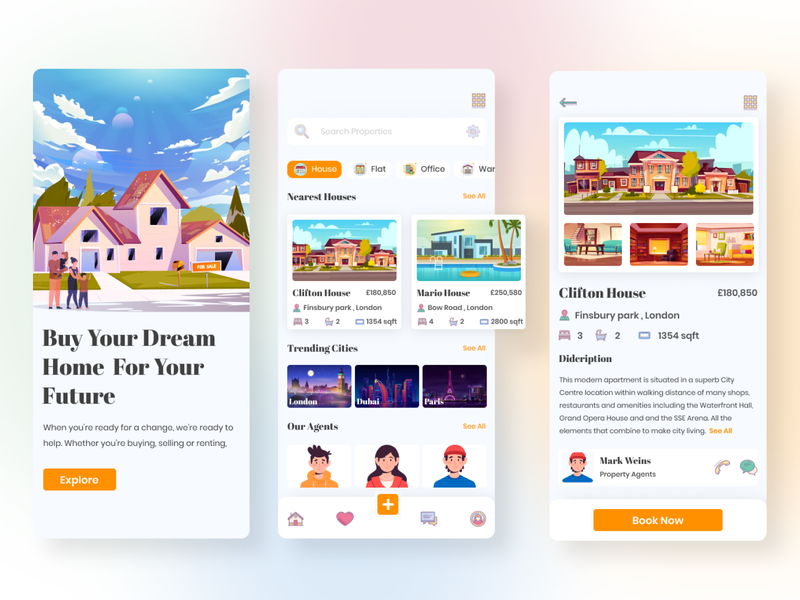 FOR SALE
Buy Your Dream
Home For Your
Future
When you're ready for a change, we're ready to
help. Whether you're buying, selling or renting,
Explore
Search Properties
House
Flat
Office
War
Nearest Houses
See All
Clifton House
£180,850
Finsbury park , London
3
2
1354 sqft
Mario House
£250,580
Bow Road , London
4
2
2800 sqft
Trending Cities
See All
London
Dubai
Paris
Our Agents
See All
Clifton House
£180,850
Finsbury park , London
3
2
1354 sqft
Didcription
This modern apartment is situated in a superb City
Centre location within walking distance of many shops,
restaurants and amenities including the Waterfront Hall,
Grand Opera House and and the SSE Arena. All the
elements that combine to make city living. See All
Mark Weins
Property Agents
Book Now